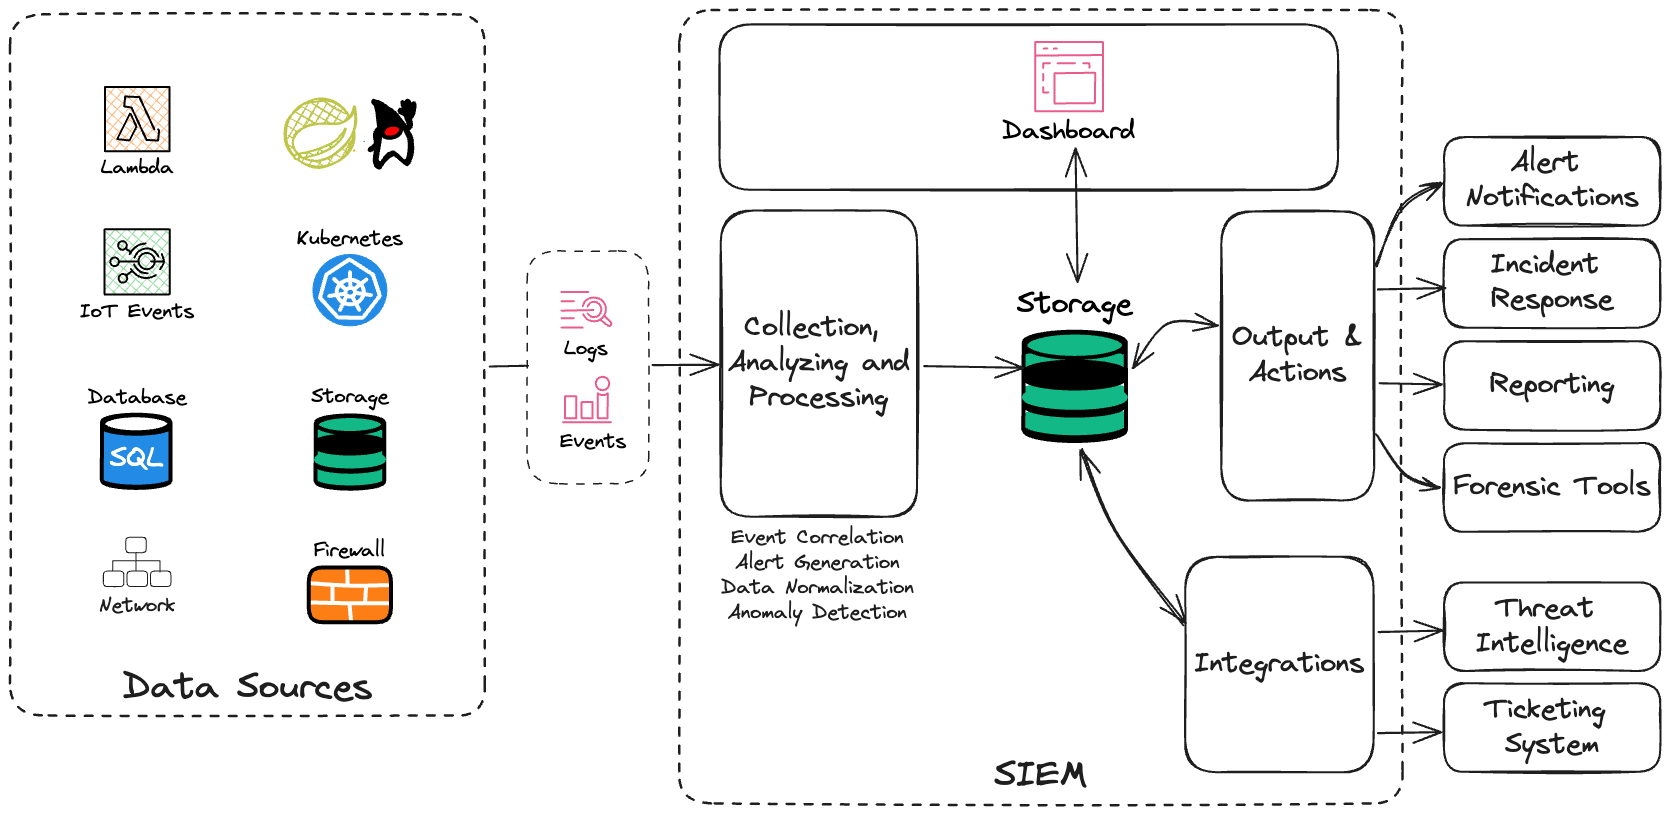 Lambda
IoT Events
Kubernetes
Database
SQL
Storage
Network
Firewall
Data Sources
Logs
Events
Dashboard
Collection,
Analyzing and
Processing
Event Correlation
Alert Generation
Data Normalization
Anomaly Detection
Storage
Output &
Actions
Integrations
SIEM
Alert
Notifications
Incident
Response
Reporting
Forensic Tools
Threat
Intelligence
Ticketing
System